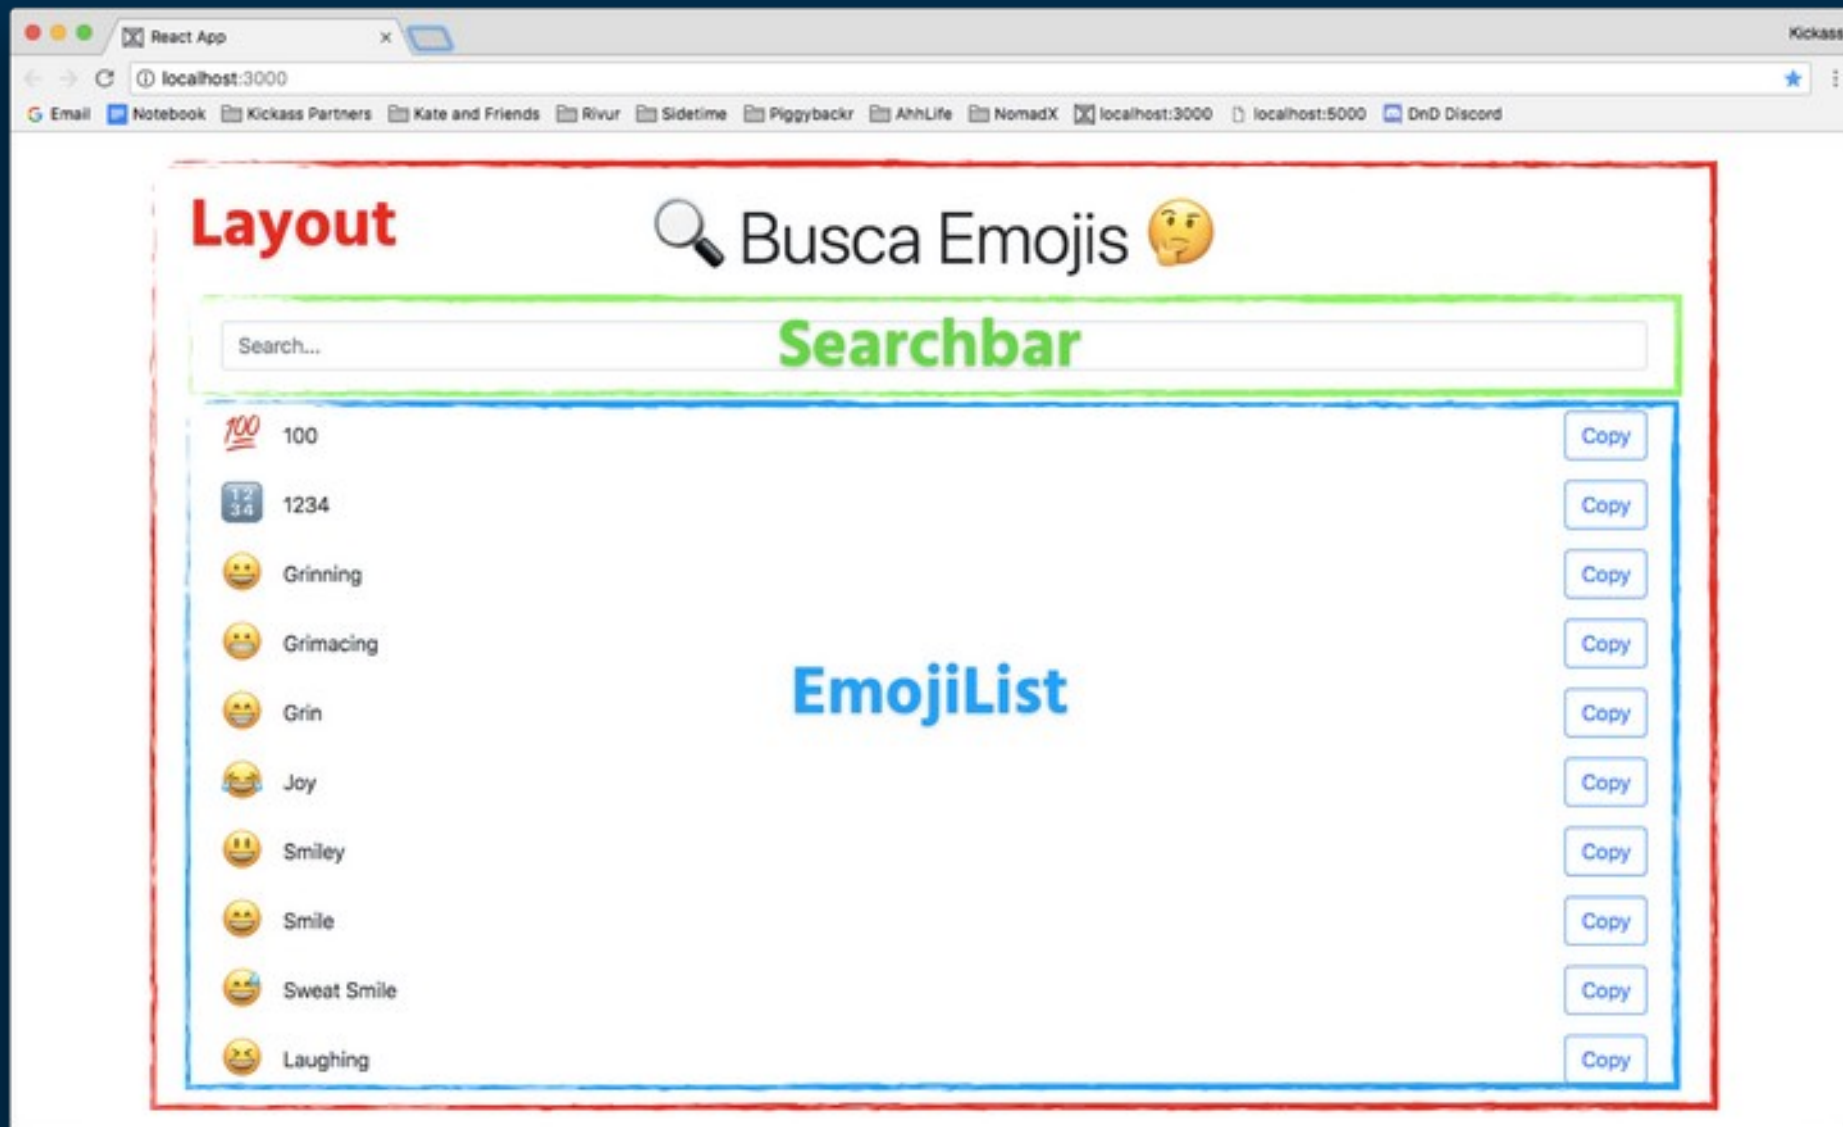 React App
Kickass
localhost:3000
Email Notebook Kickass Partners Kate and Friends Rivur Sidetime Piggybackr AhhLife NomadX localhost:3000 localhost:5000 DnD Discord
Layout
🔍 Busca Emojis 🤔
Search...
Searchbar
💯 100 Copy
🔢 1234 Copy
Grinning Copy
Grimacing Copy
EmojiList
Grin Copy
Joy Copy
Smiley Copy
Smile Copy
Sweat Smile Copy
Laughing Copy